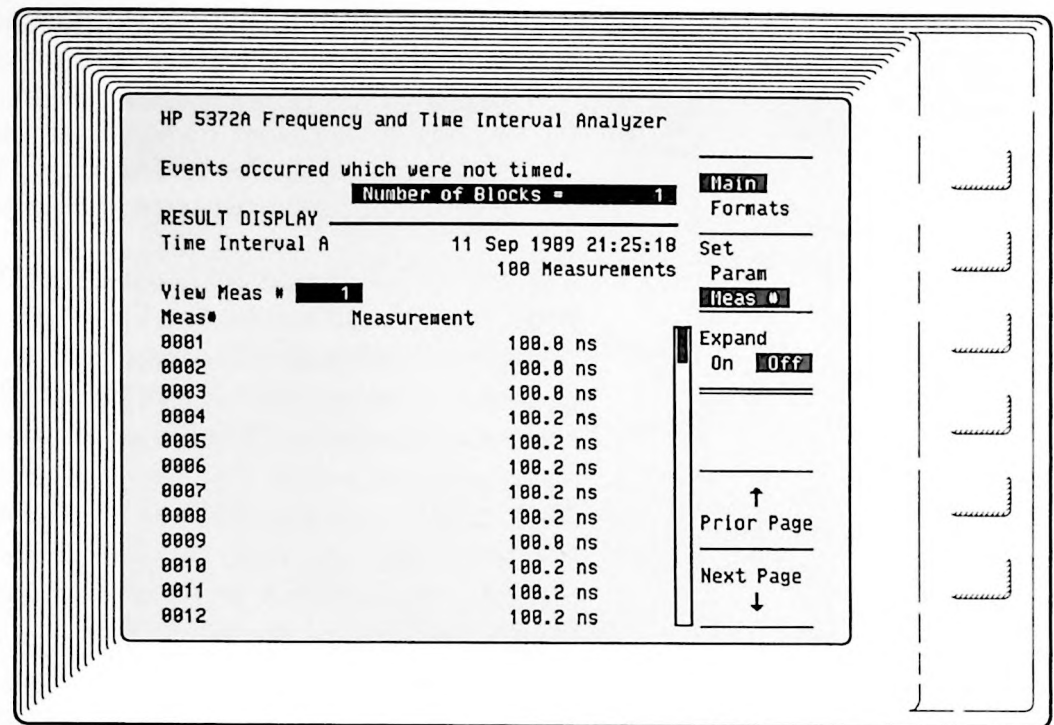 HP 5372A Frequency and Time Interval Analyzer
Events occurred which were not timed.
Number of Blocks = 1
RESULT DISPLAY
Time Interval A 11 Sep 1989 21:25:18
100 Measurements
View Meas # 1
Meas# Measurement
0001 100.0 ns
0002 100.0 ns
0003 100.0 ns
0004 100.2 ns
0005 100.2 ns
0006 100.2 ns
0007 100.2 ns
0008 100.2 ns
0009 100.0 ns
0010 100.2 ns
0011 100.2 ns
0012 100.2 ns
Main
Formats
Set
Param
Meas #
Expand
On Off
↑
Prior Page
Next Page
↓